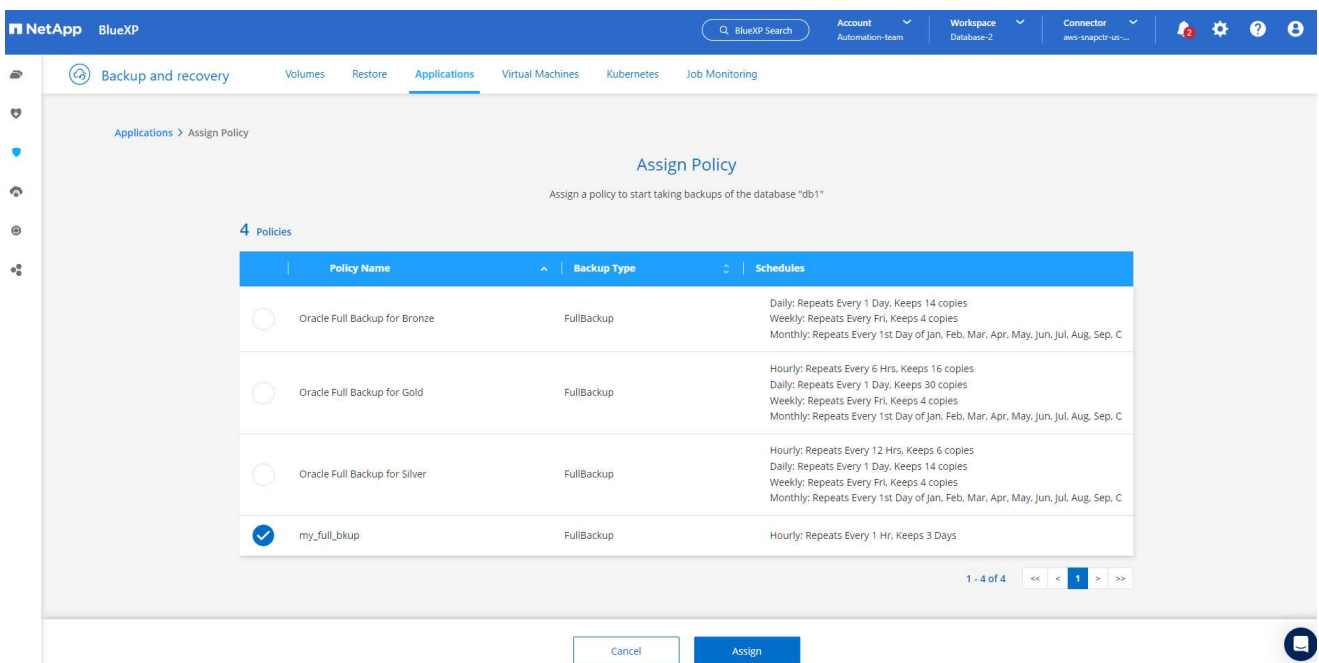 NetApp BlueXP
BlueXP Search
Account
Automation-team
Workspace
Database-2
Connector
aws-snapctr-us-...
2
Backup and recovery
Volumes Restore Applications Virtual Machines Kubernetes Job Monitoring
Applications > Assign Policy
Assign Policy
Assign a policy to start taking backups of the database "db1"
4 Policies
Policy Name Backup Type Schedules
Oracle Full Backup for Bronze FullBackup
Daily: Repeats Every 1 Day, Keeps 14 copies
Weekly: Repeats Every Fri, Keeps 4 copies
Monthly: Repeats Every 1st Day of Jan, Feb, Mar, Apr, May, Jun, Jul, Aug, Sep, C
Oracle Full Backup for Gold FullBackup
Hourly: Repeats Every 6 Hrs, Keeps 16 copies
Daily: Repeats Every 1 Day, Keeps 30 copies
Weekly: Repeats Every Fri, Keeps 4 copies
Monthly: Repeats Every 1st Day of Jan, Feb, Mar, Apr, May, Jun, Jul, Aug, Sep, C
Oracle Full Backup for Silver FullBackup
Hourly: Repeats Every 12 Hrs, Keeps 6 copies
Daily: Repeats Every 1 Day, Keeps 14 copies
Weekly: Repeats Every Fri, Keeps 4 copies
Monthly: Repeats Every 1st Day of Jan, Feb, Mar, Apr, May, Jun, Jul, Aug, Sep, C
my_full_bkup FullBackup Hourly: Repeats Every 1 Hr, Keeps 3 Days
1 - 4 of 4 << < 1 > >>
Cancel Assign